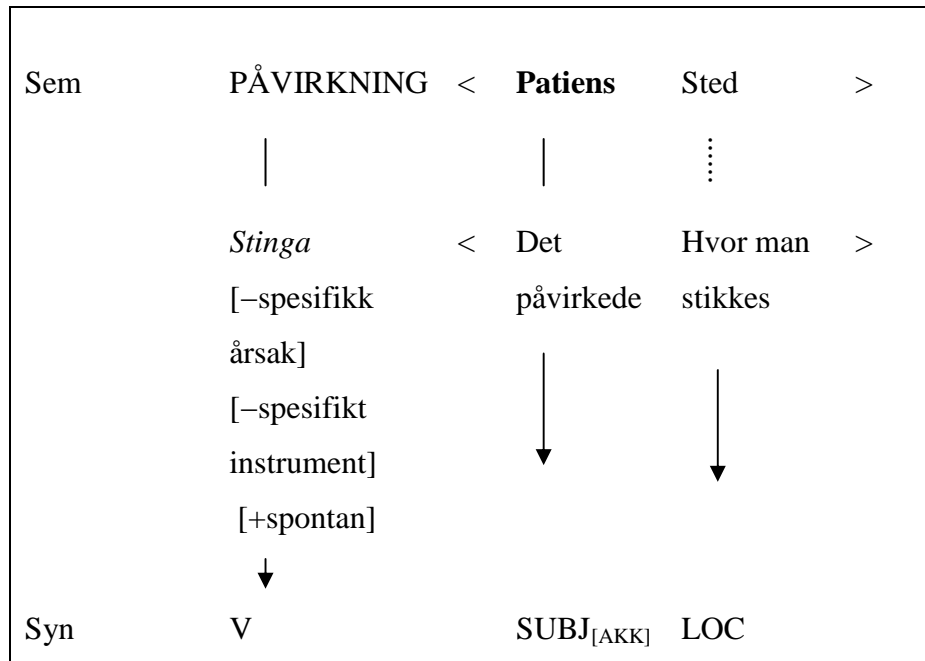 Sem PÅVIRKNING < Patiens Sted >
Stinga < Det Hvor man >
[−spesifikk påvirkede stikkes
årsak]
[−spesifikt
instrument]
[+spontan]
Syn V SUBJ[AKK] LOC